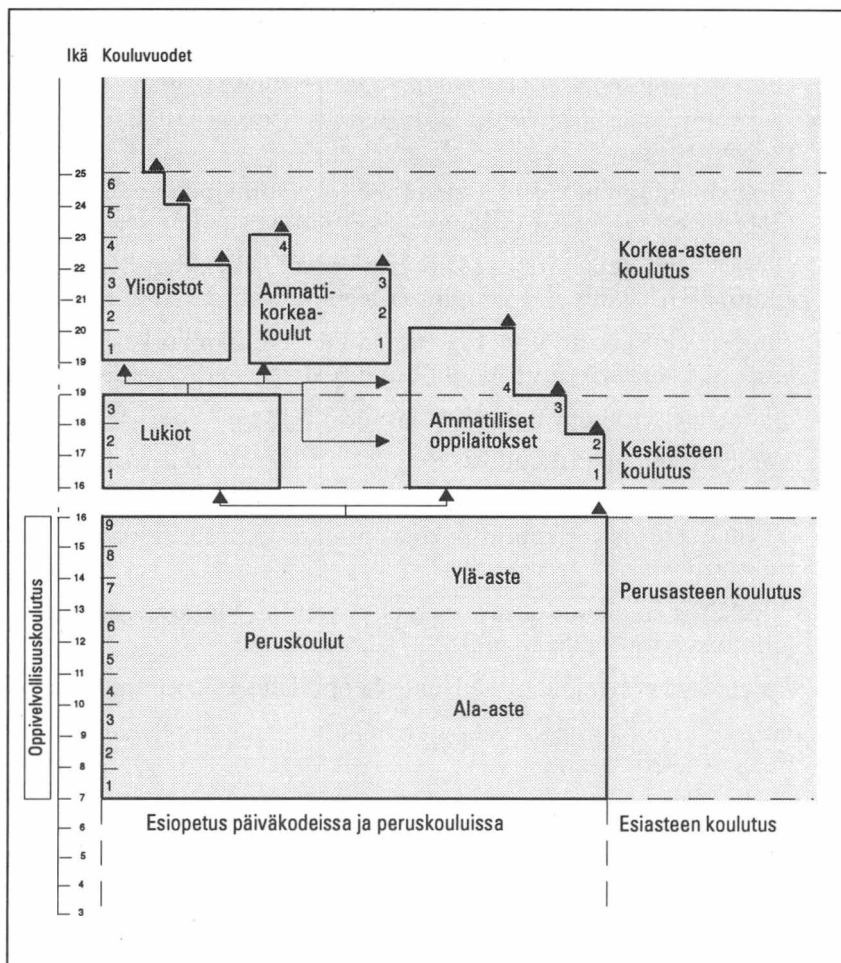 Ikä Kouluvuodet
25
6
24
5
23
4
4
22
3
Yliopistot
Ammatti-
korkea-
koulut
3
Korkea-asteen
koulutus
21
2
2
20
1
1
19
4
19
3
3
18
2
Lukiot
Ammatilliset
oppilaitokset
2
Keskiasteen
koulutus
17
1
1
16
16
9
15
8
14
7
Ylä-aste
Perusasteen koulutus
13
6
12
Peruskoulut
5
11
4
10
3
Ala-aste
9
2
8
1
7
Oppivelvollisuuskoulutus
6
Esiopetus päiväkodeissa ja peruskouluissa
Esiasteen koulutus
5
4
3